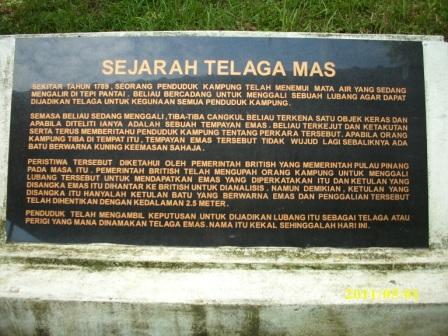 SEJARAH TELAGA MAS
SEKITAR TAHUN 1789, SEORANG PENDUDUK KAMPUNG TELAH MENEMUI MATA AIR YANG SEDANG
MENGALIR DI TEPI PANTAI. BELIAU BERCADANG UNTUK MENGGALI SEBUAH LUBANG AGAR DAPAT
DIJADIKAN TELAGA UNTUK KEGUNAAN SEMUA PENDUDUK KAMPUNG.
SEMASA BELIAU SEDANG MENGGALI, TIBA-TIBA CANGKUL BELIAU TERKENA SATU OBJEK KERAS DAN
APABILA DITELITI IANYA ADALAH SEBUAH TEMPAYAN EMAS BELIAU TERKEJUT DAN KETAKUTAN
SERTA TERUS MEMBERITAHU PENDUDUK KAMPUNG TENTANG PERKARA TERSEBUT. APABILA ORANG
KAMPUNG TIBA DI TEMPAT ITU, TEMPAYAN EMAS TERSEBUT TIDAK WUJUD LAGI SEBALIKNYA ADA
BATU BERWARNA KUNING KEEMASAN SAHAJA.
PERISTIWA TERSEBUT DIKETAHUI OLEH PEMERINTAH BRITISH YANG MEMERINTAH PULAU PINANG
PADA MASA ITU. PEMERINTAH BRITISH TELAH MENGUPAH ORANG KAMPUNG UNTUK MENGGALI
LUBANG TERSEBUT UNTUK MENDAPATKAN EMAS YANG DIPERKATAKAN ITU DAN KETULAN YANG
DISANGKA EMAS ITU DIHANTAR KE BRITISH UNTUK DIANALISIS. NAMUN DEMIKIAN, KETULAN YANG
DISANGKA ITU HANYALAH KETULAN BATU YANG BERWARNA EMAS DAN PENGGALIAN TERSEBUT
TELAH DIHENTIKAN DENGAN KEDALAMAN 2.5 METER.
PENDUDUK TELAH MENGAMBIL KEPUTUSAN UNTUK DIJADIKAN LUBANG ITU SEBAGAI TELAGA ATAU
PERIGI YANG MANA DINAMAKAN TELAGA EMAS. NAMA ITU KEKAL SEHINGGALAH HARI INI.